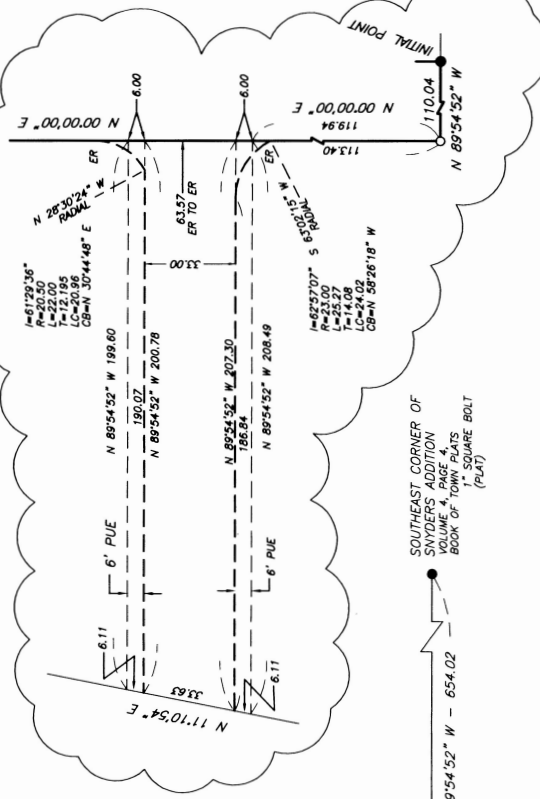 INITIAL POINT
6.00
6.00
N 00'00'00" E
N 00'00'00" E
119.94
113.40
110.04
N 89'54'52" W
ER
ER
N 28'30'24" W
RADIAL
63.57
ER TO ER
S 63'02'15" W
RADIAL
33.00
I=61'29'36"
R=20.50
L=22.00
T=12.195
LC=20.96
CB=N 30'44'48" E
I=62'57'07"
R=23.00
L=25.27
T=14.08
LC=24.02
CB=N 58'26'18" W
N 89'54'52" W 199.60
190.07
N 89'54'52" W 200.78
N 89'54'52" W 207.30
186.84
N 89'54'52" W 208.49
6' PUE
6' PUE
6.11
6.11
33.63
N 11'10'54" E
SOUTHEAST CORNER OF
SNYDERS ADDITION
VOLUME 4, PAGE 4,
BOOK OF TOWN PLATS
1" SQUARE BOLT
(PLAT)
9'54'52" W - 654.02